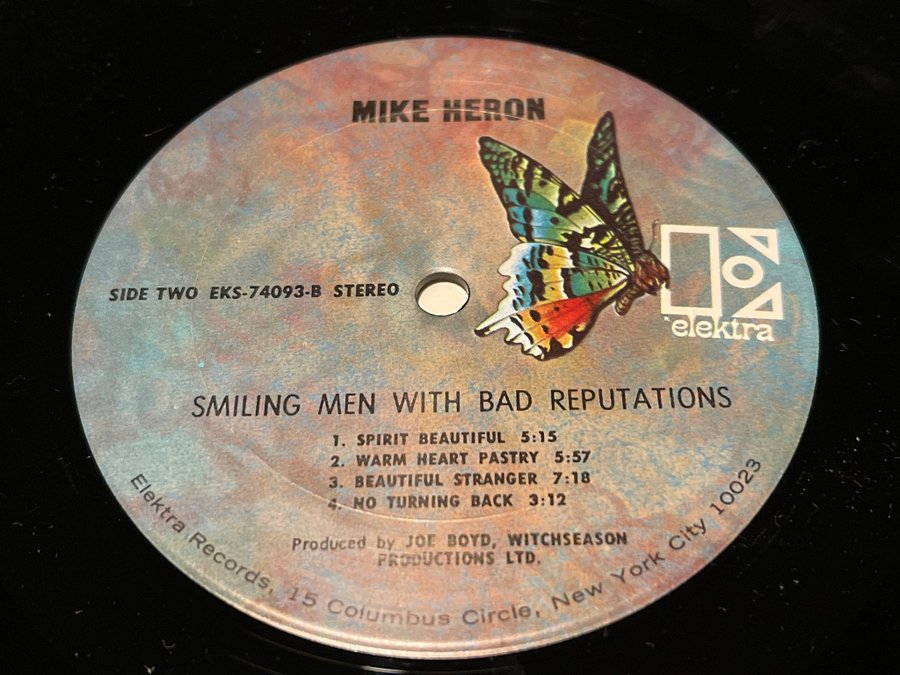 MIKE HERON
elektra
SIDE TWO EKS-74093-B STEREO
SMILING MEN WITH BAD REPUTATIONS
1. SPIRIT BEAUTIFUL 5:15
2. WARM HEART PASTRY 5:57
3. BEAUTIFUL STRANGER 7:18
4. NO TURNING BACK 3:12
Produced by JOE BOYD, WITCHSEASON
PRODUCTIONS LTD.
Elektra Records, 15 Columbus Circle, New York City 10023